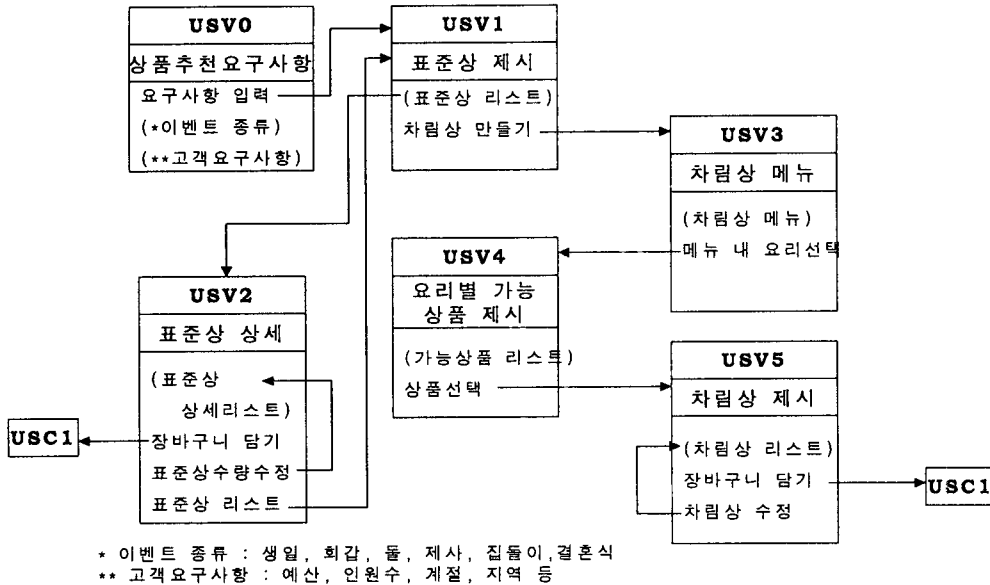 USV0
상품추천요구사항
요구사항 입력
(*이벤트 종류)
(**고객요구사항)
USV1
표준상 제시
(표준상 리스트)
차림상 만들기
USV3
차림상 메뉴
(차림상 메뉴)
메뉴 내 요리선택
USV4
요리별 가능
상품 제시
(가능상품 리스트)
상품선택
USV2
표준상 상세
(표준상
상세리스트)
장바구니 담기
표준상수량수정
표준상 리스트
USC1
USV5
차림상 제시
(차림상 리스트)
장바구니 담기
차림상 수정
USC1
* 이벤트 종류 : 생일, 회갑, 돌, 제사, 집들이,결혼식
** 고객요구사항 : 예산, 인원수, 계절, 지역 등